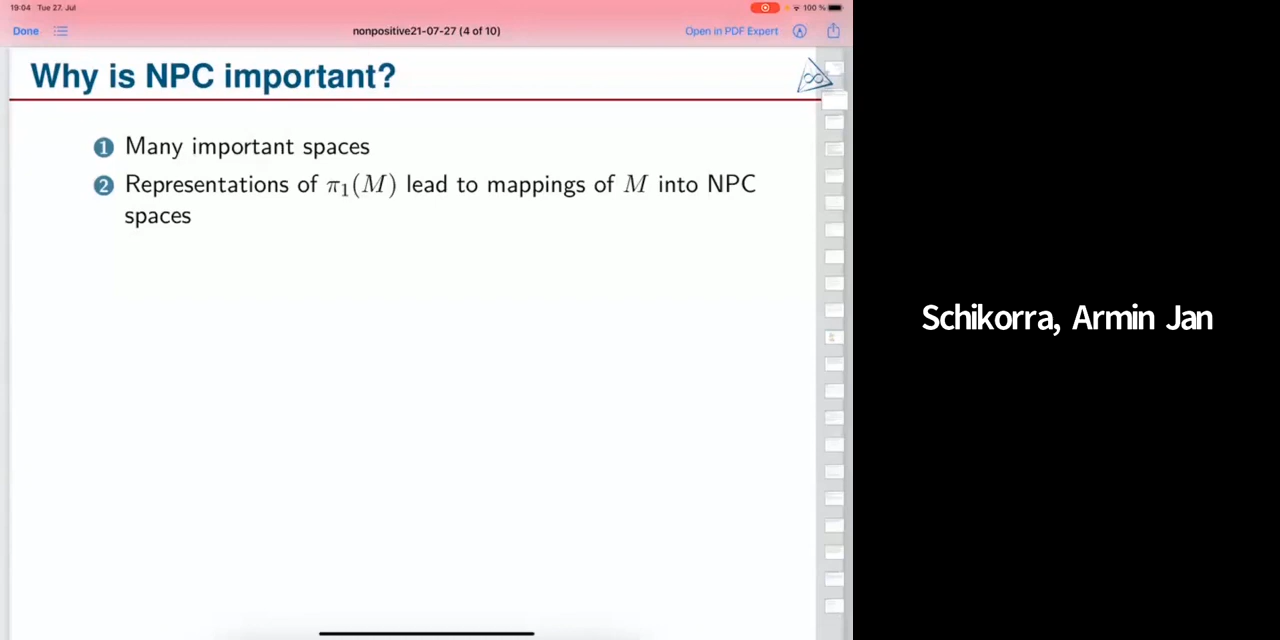 19:04 Tue 27. Jul
100 %
Done
nonpositive21-07-27 (4 of 10)
Open in PDF Expert
Why is NPC important?
∞
1 Many important spaces
2 Representations of π₁(M) lead to mappings of M into NPC
spaces
Schikorra, Armin Jan